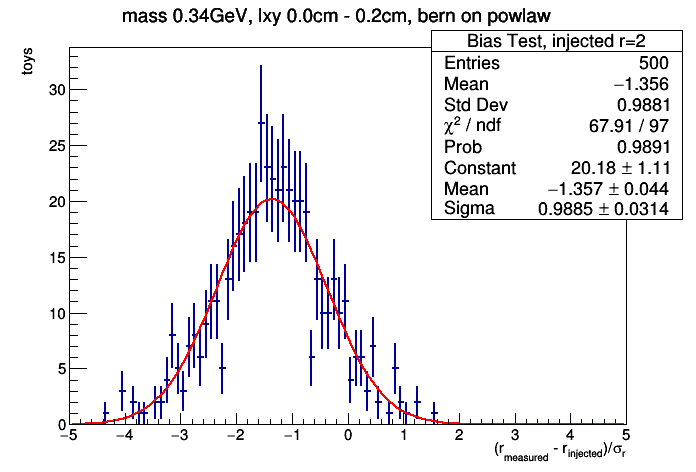 mass 0.34GeV, lxy 0.0cm - 0.2cm, bern on powlaw
toys
Bias Test, injected r=2
Entries 500
Mean −1.356
Std Dev 0.9881
χ² / ndf 67.91 / 97
Prob 0.9891
Constant 20.18 ± 1.11
Mean −1.357 ± 0.044
Sigma 0.9885 ± 0.0314
30
25
20
15
10
5
0
−5 −4 −3 −2 −1 0 1 2 3 4 5
(r_measured - r_injected)/σ_r